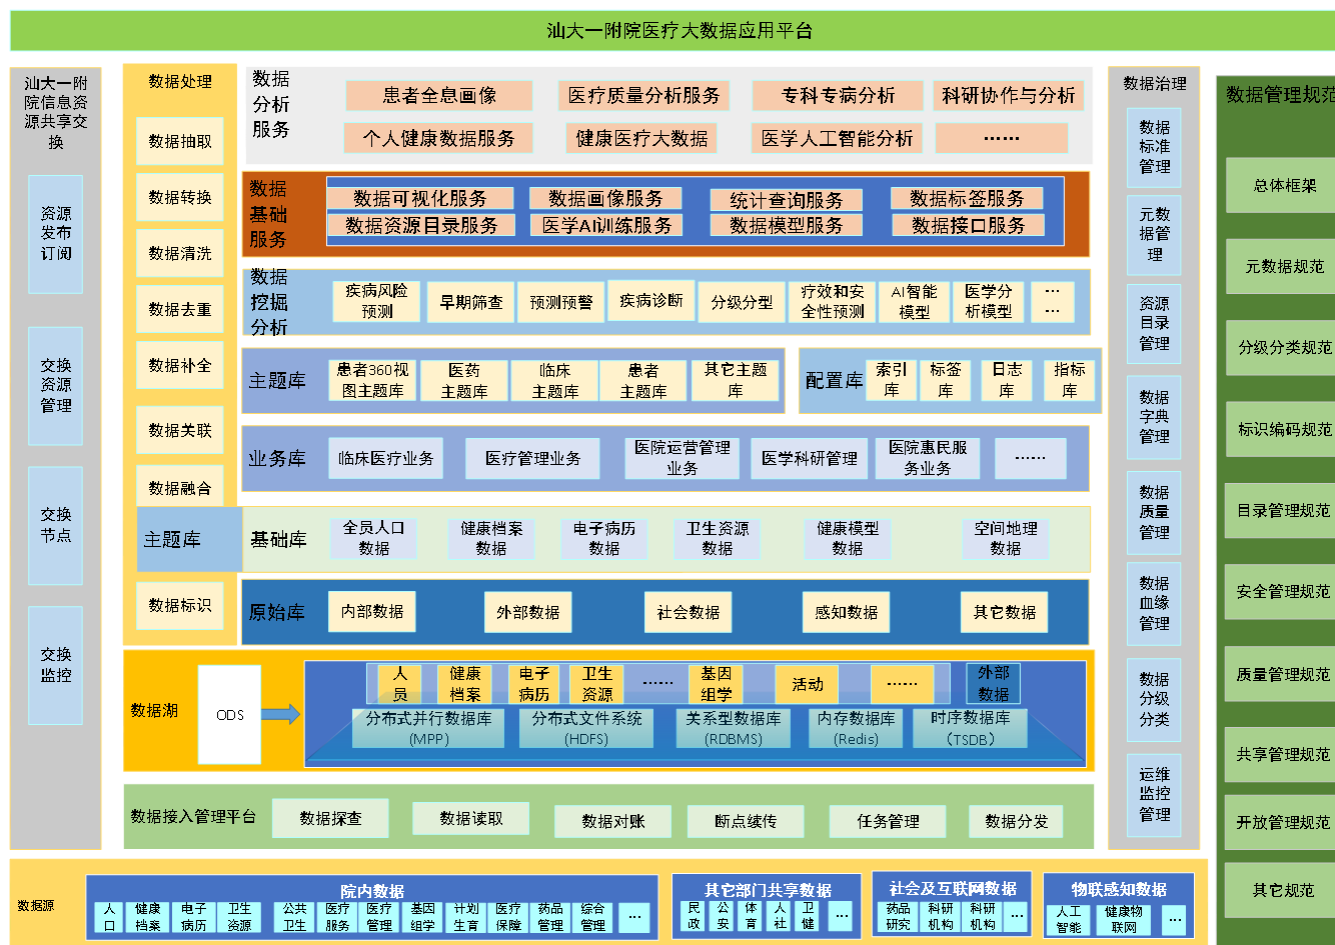 汕大一附院医疗大数据应用平台
汕大一附
院信息资
源共享交
换
资源
发布
订阅
交换
资源
管理
交换
节点
交换
监控
数据处理
数据抽取
数据转换
数据清洗
数据去重
数据补全
数据关联
数据融合
主题库
数据标识
数据
分析
服务
患者全息画像
医疗质量分析服务
专科专病分析
科研协作与分析
个人健康数据服务
健康医疗大数据
医学人工智能分析
……
数据
基础
服务
数据可视化服务
数据画像服务
统计查询服务
数据标签服务
数据资源目录服务
医学AI训练服务
数据模型服务
数据接口服务
数据
挖掘
分析
疾病风险
预测
早期筛查
预测预警
疾病诊断
分级分型
疗效和安
全性预测
AI智能
模型
医学分
析模型
…
…
主题库
患者360视
图主题库
医药
主题库
临床
主题库
患者
主题库
其它主题
库
配置库
索引
库
标签
库
日志
库
指标
库
业务库
临床医疗业务
医疗管理业务
医院运营管理
业务
医学科研管理
医院惠民服
务业务
……
基础库
全员人口
数据
健康档案
数据
电子病历
数据
卫生资源
数据
健康模型
数据
空间地理
数据
原始库
内部数据
外部数据
社会数据
感知数据
其它数据
数据湖
ODS
人
员
健康
档案
电子
病历
卫生
资源
……
基因
组学
活动
……
外部
数据
分布式并行数据库
(MPP)
分布式文件系统
(HDFS)
关系型数据库
(RDBMS)
内存数据库
(Redis)
时序数据库
（TSDB）
数据接入管理平台
数据探查
数据读取
数据对账
断点续传
任务管理
数据分发
数据治理
数据
标准
管理
元数
据管
理
资源
目录
管理
数据
字典
管理
数据
质量
管理
数据
血缘
管理
数据
分级
分类
运维
监控
管理
数据管理规范
总体框架
元数据规范
分级分类规范
标识编码规范
目录管理规范
安全管理规范
质量管理规范
共享管理规范
开放管理规范
其它规范
数据源
院内数据
人
口
健康
档案
电子
病历
卫生
资源
公共
卫生
医疗
服务
医疗
管理
基因
组学
计划
生育
医疗
保障
药品
管理
综合
管理
…
其它部门共享数据
民
政
公
安
体
育
人
社
卫
健
…
社会及互联网数据
药品
研究
科研
机构
科研
机构
…
物联感知数据
人工
智能
健康物
联网
…